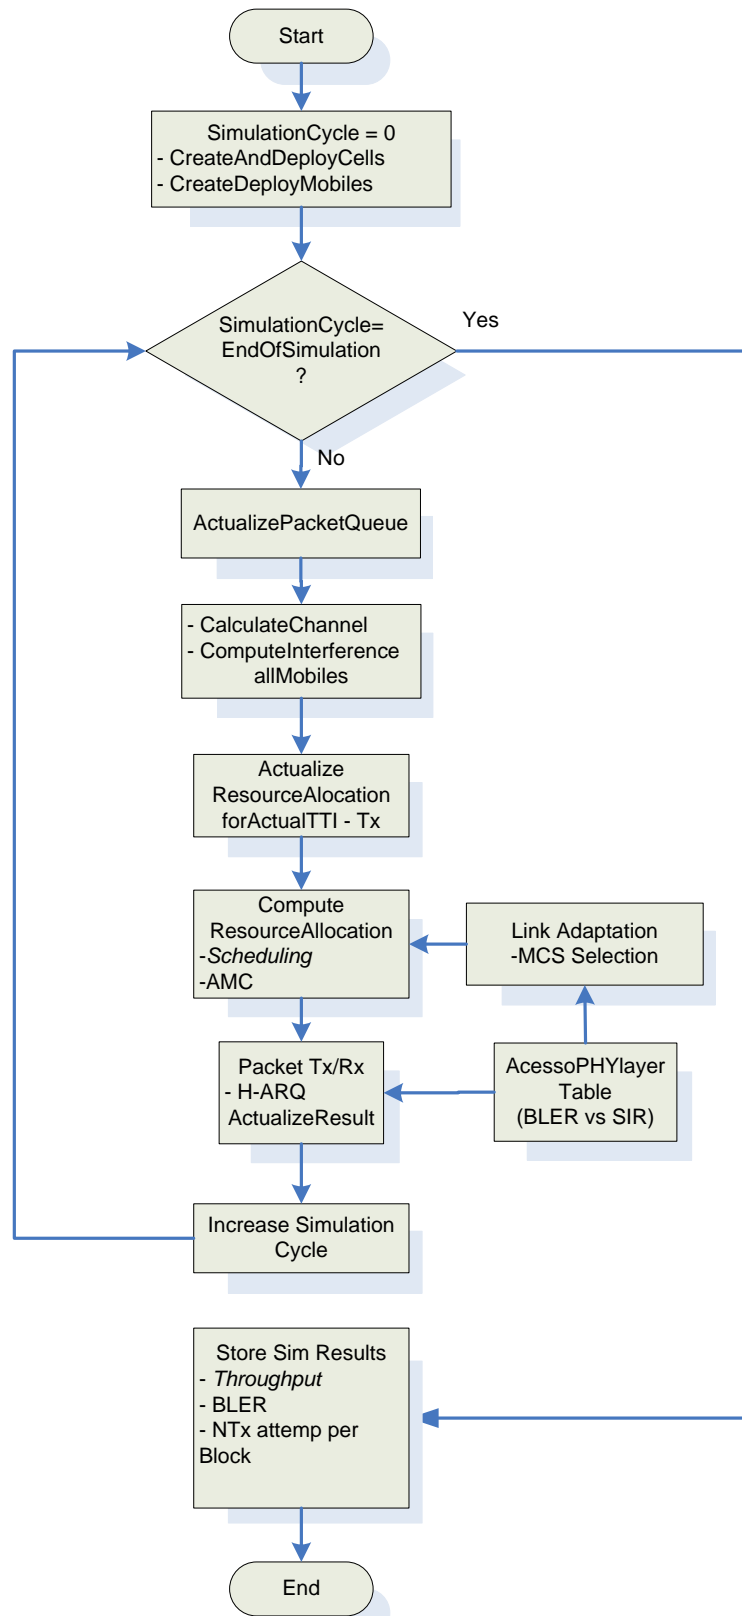 Start
SimulationCycle = 0
- CreateAndDeployCells
- CreateDeployMobiles
SimulationCycle=
EndOfSimulation
?
Yes
No
ActualizePacketQueue
- CalculateChannel
- ComputeInterference
allMobiles
Actualize
ResourceAlocation
forActualTTI - Tx
Compute
ResourceAllocation
-Scheduling
-AMC
Link Adaptation
-MCS Selection
Packet Tx/Rx
- H-ARQ
ActualizeResult
AcessoPHYlayer
Table
(BLER vs SIR)
Increase Simulation
Cycle
Store Sim Results
- Throughput
- BLER
- NTx attemp per
Block
End